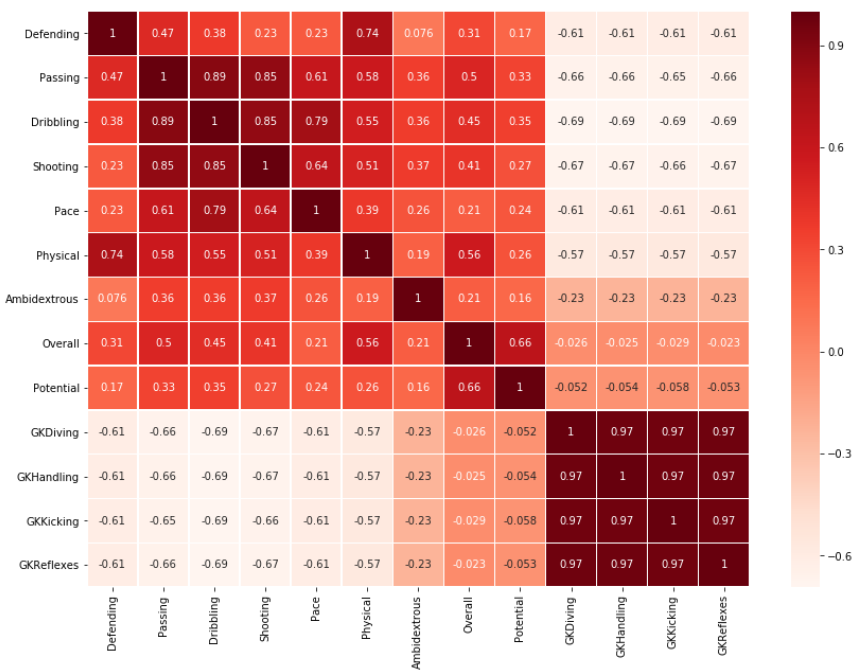 Defending 1 0.47 0.38 0.23 0.23 0.74 0.076 0.31 0.17 -0.61 -0.61 -0.61 -0.61
Passing 0.47 1 0.89 0.85 0.61 0.58 0.36 0.5 0.33 -0.66 -0.66 -0.65 -0.66
Dribbling 0.38 0.89 1 0.85 0.79 0.55 0.36 0.45 0.35 -0.69 -0.69 -0.69 -0.69
Shooting 0.23 0.85 0.85 1 0.64 0.51 0.37 0.41 0.27 -0.67 -0.67 -0.66 -0.67
Pace 0.23 0.61 0.79 0.64 1 0.39 0.26 0.21 0.24 -0.61 -0.61 -0.61 -0.61
Physical 0.74 0.58 0.55 0.51 0.39 1 0.19 0.56 0.26 -0.57 -0.57 -0.57 -0.57
Ambidextrous 0.076 0.36 0.36 0.37 0.26 0.19 1 0.21 0.16 -0.23 -0.23 -0.23 -0.23
Overall 0.31 0.5 0.45 0.41 0.21 0.56 0.21 1 0.66 -0.026 -0.025 -0.029 -0.023
Potential 0.17 0.33 0.35 0.27 0.24 0.26 0.16 0.66 1 -0.052 -0.054 -0.058 -0.053
GKDiving -0.61 -0.66 -0.69 -0.67 -0.61 -0.57 -0.23 -0.026 -0.052 1 0.97 0.97 0.97
GKHandling -0.61 -0.66 -0.69 -0.67 -0.61 -0.57 -0.23 -0.025 -0.054 0.97 1 0.97 0.97
GKKicking -0.61 -0.65 -0.69 -0.66 -0.61 -0.57 -0.23 -0.029 -0.058 0.97 0.97 1 0.97
GKReflexes -0.61 -0.66 -0.69 -0.67 -0.61 -0.57 -0.23 -0.023 -0.053 0.97 0.97 0.97 1
Defending Passing Dribbling Shooting Pace Physical Ambidextrous Overall Potential GKDiving GKHandling GKKicking GKReflexes
0.9
0.6
0.3
0.0
−0.3
−0.6